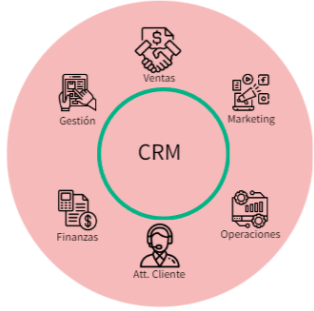 Ventas
Gestión
Marketing
CRM
Finanzas
Operaciones
Att. Cliente